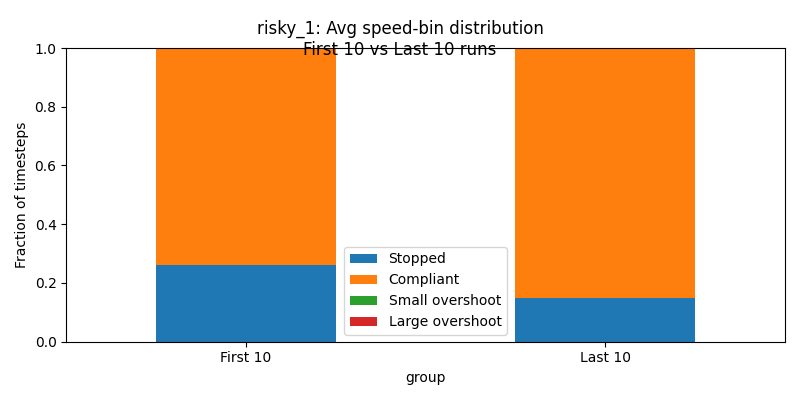 risky_1: Avg speed-bin distribution
First 10 vs Last 10 runs
1.0
0.8
0.6
0.4
0.2
0.0
Fraction of timesteps
Stopped
Compliant
Small overshoot
Large overshoot
First 10
Last 10
group